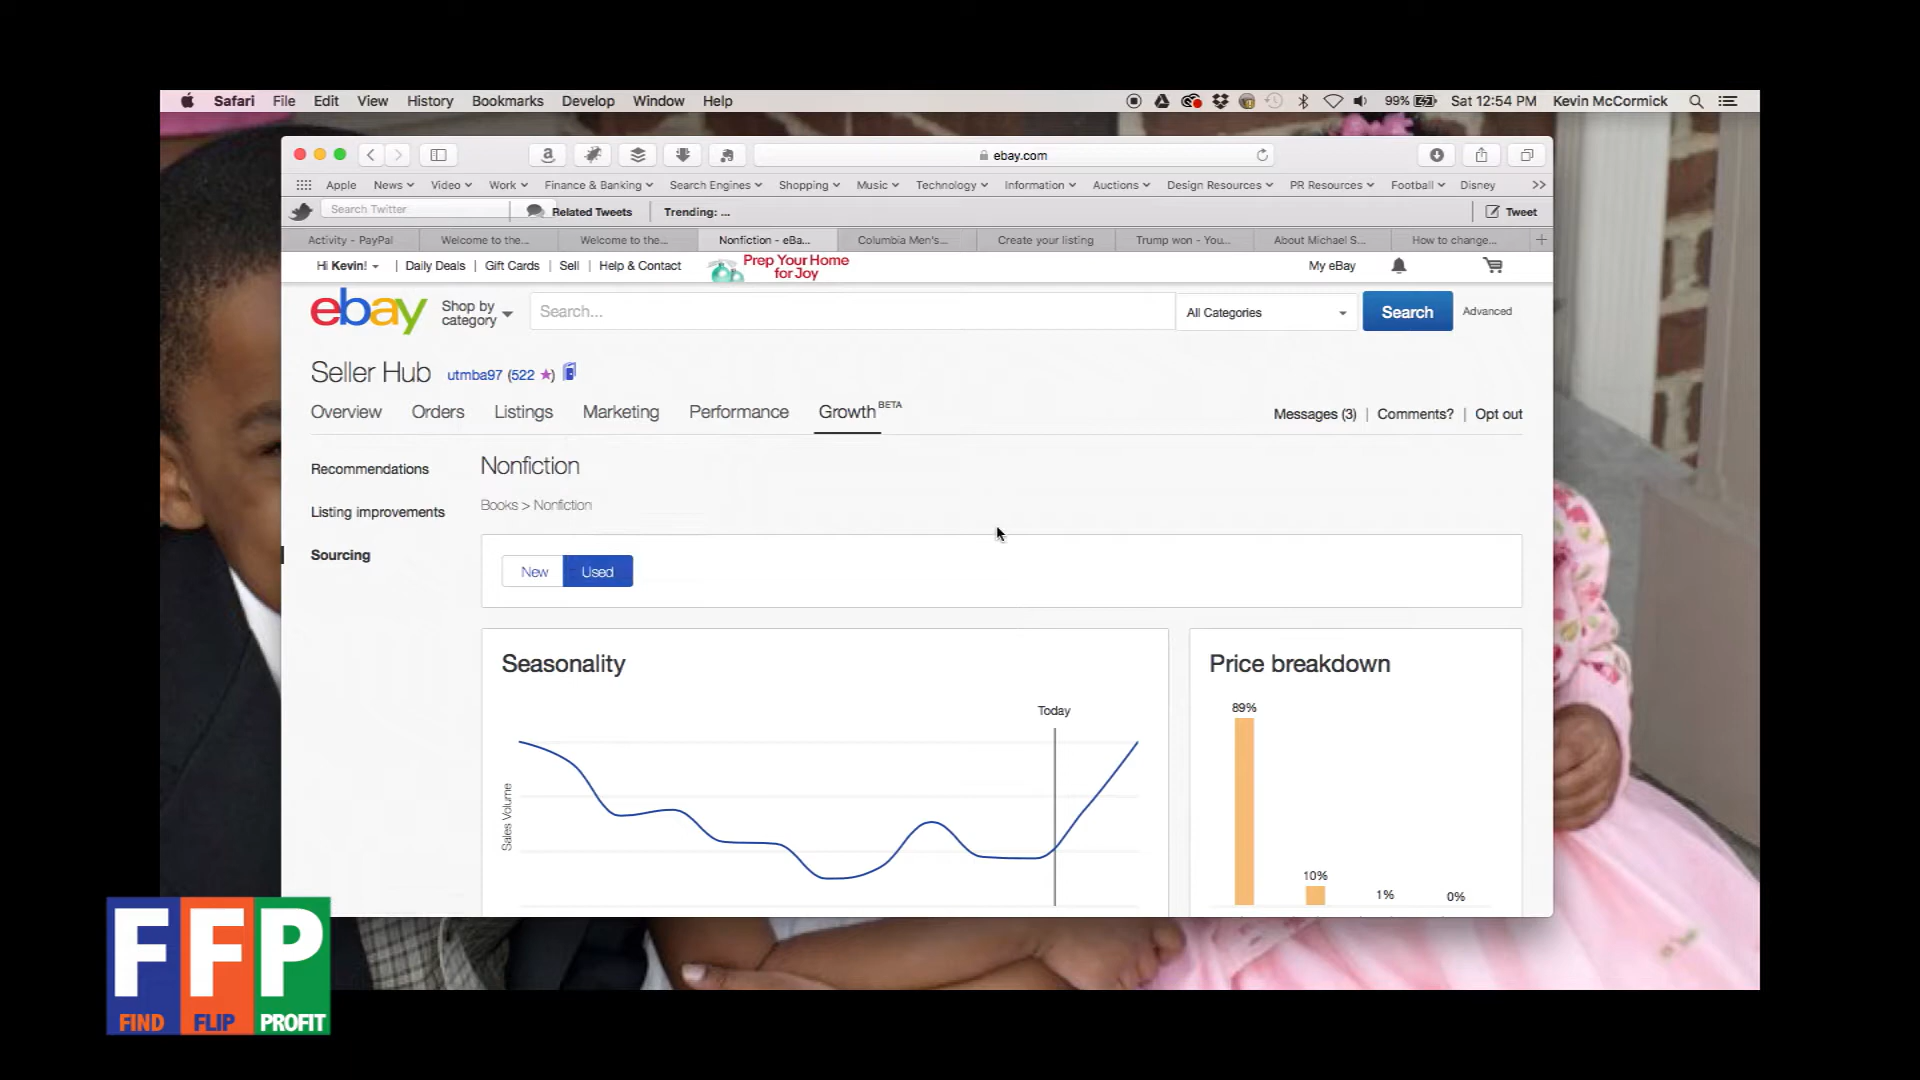 Safari File Edit View History Bookmarks Develop Window Help 99% Sat 12:54 PM Kevin McCormick
ebay.com
Apple News Video Work Finance & Banking Search Engines Shopping Music Technology Information Auctions Design Resources PR Resources Football Disney
Search Twitter Related Tweets Trending: ... Tweet
Activity - PayPal Welcome to the... Welcome to the... Nonfiction - eBa... Columbia Men's... Create your listing Trump won - You... About Michael S... How to change...
Hi Kevin! Daily Deals Gift Cards Sell Help & Contact Prep Your Home for Joy My eBay
ebay Shop by category Search... All Categories Search Advanced
Seller Hub utmba97 (522 ★)
Overview Orders Listings Marketing Performance Growth BETA Messages (3) Comments? Opt out
Recommendations
Listing improvements
Sourcing
Nonfiction
Books > Nonfiction
New Used
Seasonality
Today
Sales Volume
Price breakdown
89%
10%
1%
0%
FFP
FIND FLIP PROFIT